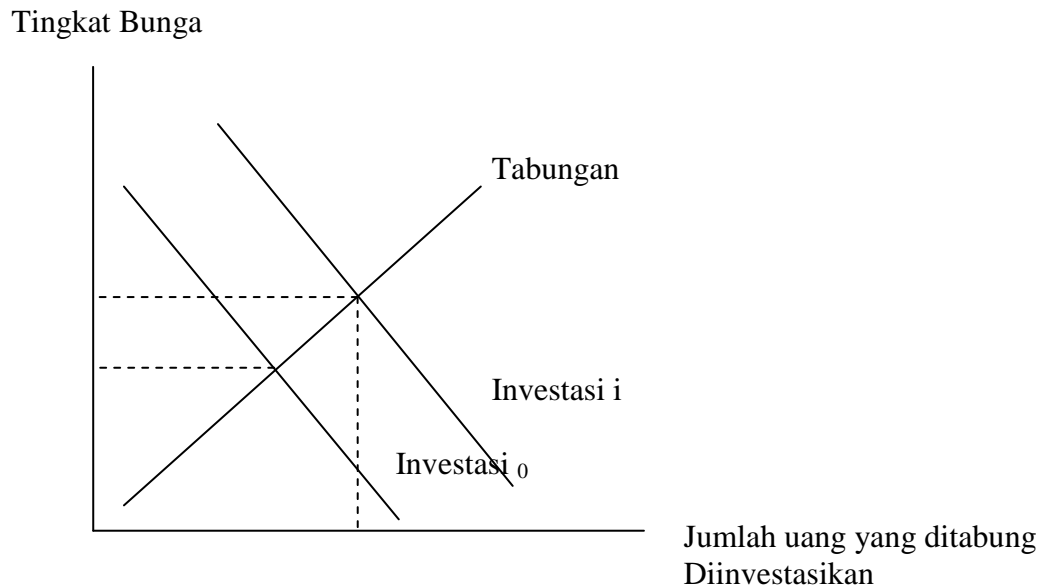 Tingkat Bunga
Tabungan
Investasi i
Investasi 0
Jumlah uang yang ditabung
Diinvestasikan